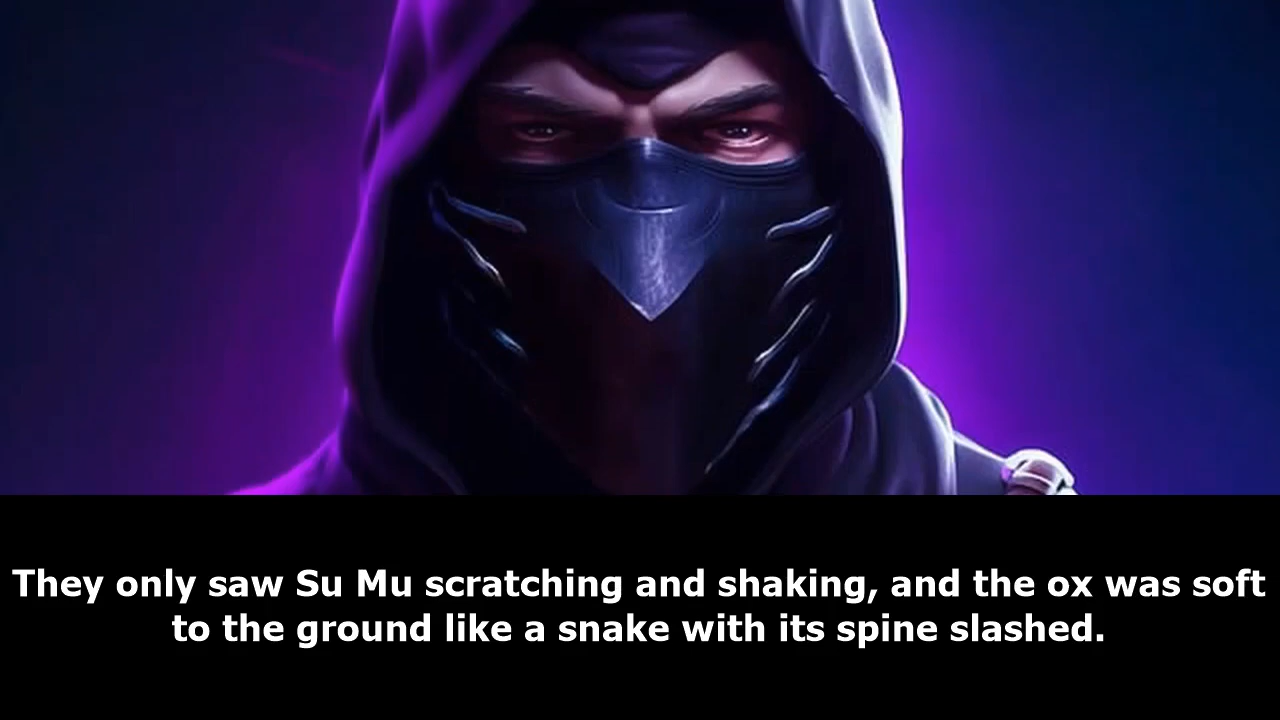 They only saw Su Mu scratching and shaking, and the ox was soft
to the ground like a snake with its spine slashed.